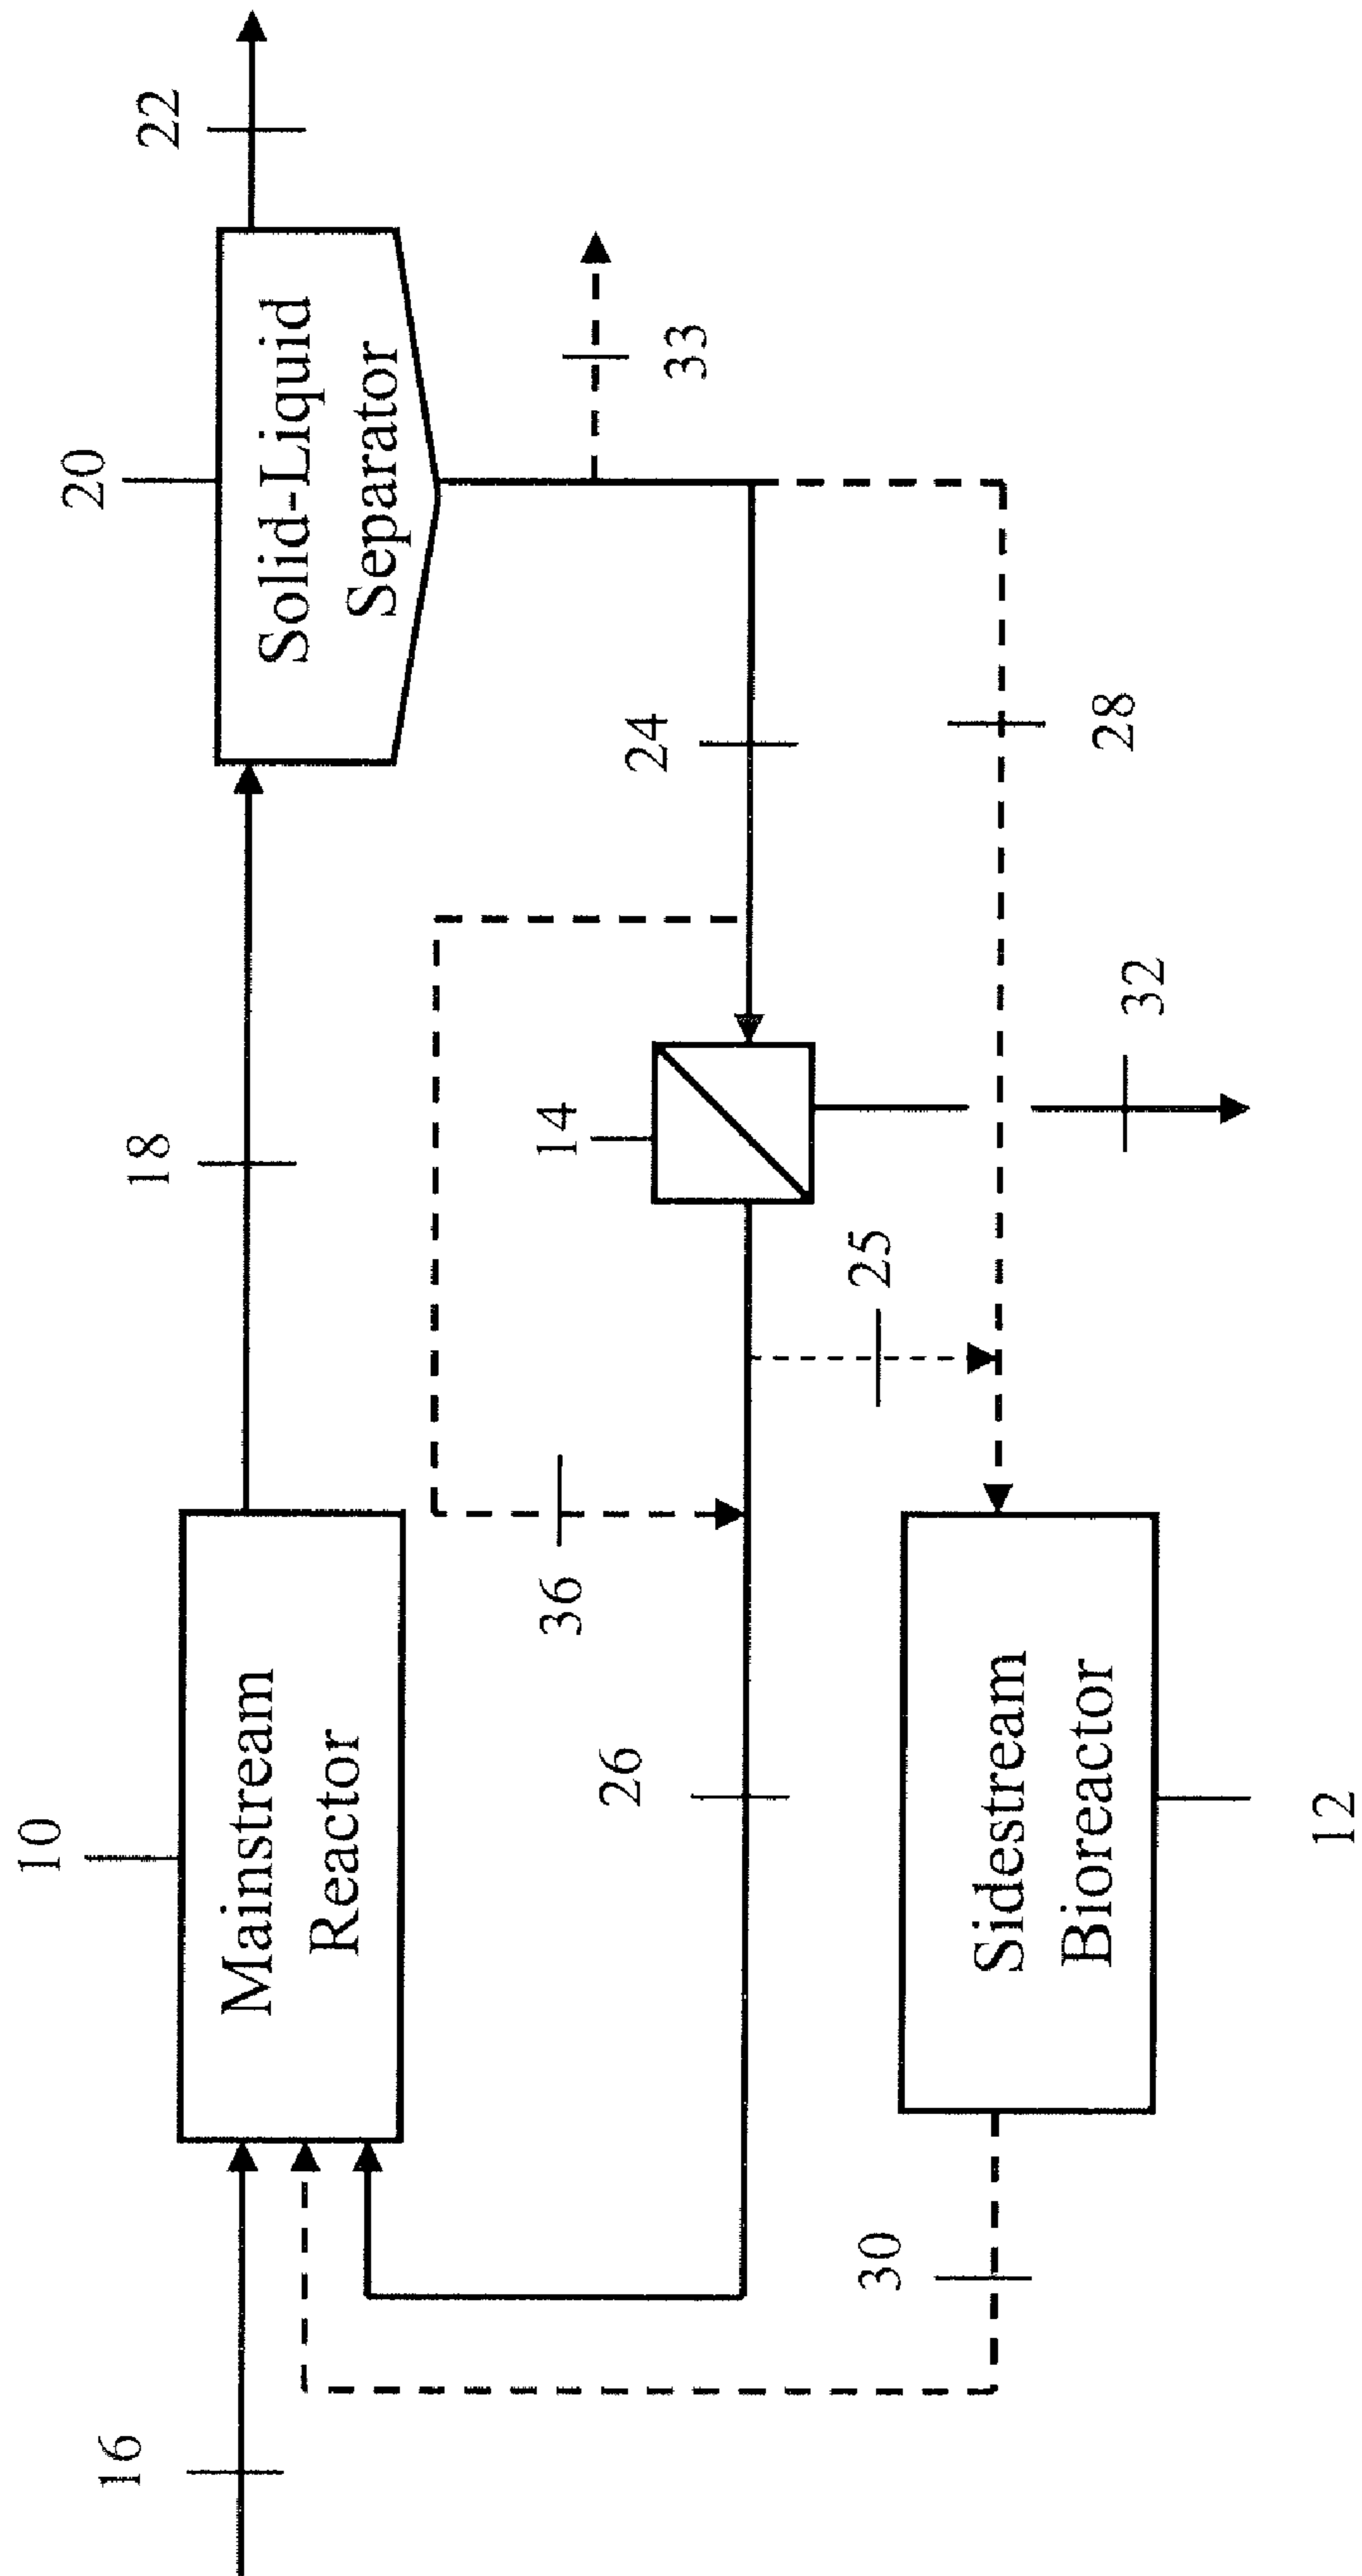 10
20
22
16
18
Mainstream
Reactor
Solid-Liquid
Separator
33
36
14
24
26
25
28
30
32
Sidestream
Bioreactor
12